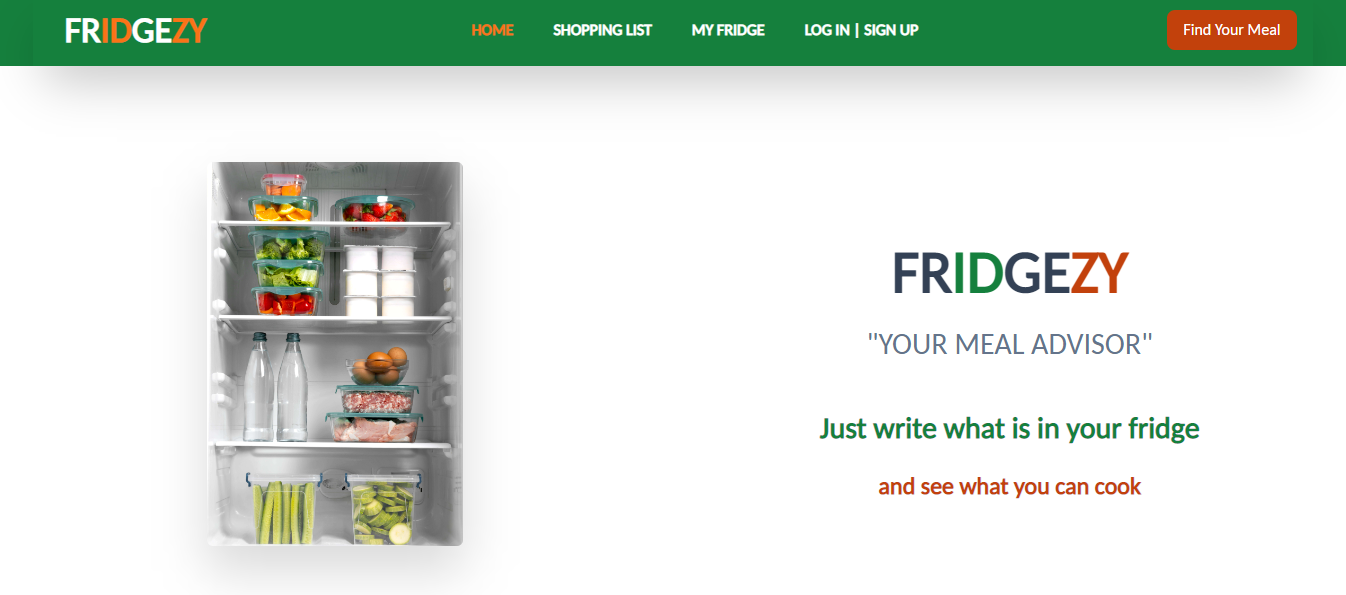 FRIDGEZY
HOME SHOPPING LIST MY FRIDGE LOG IN | SIGN UP Find Your Meal
FRIDGEZY
"YOUR MEAL ADVISOR"
Just write what is in your fridge
and see what you can cook